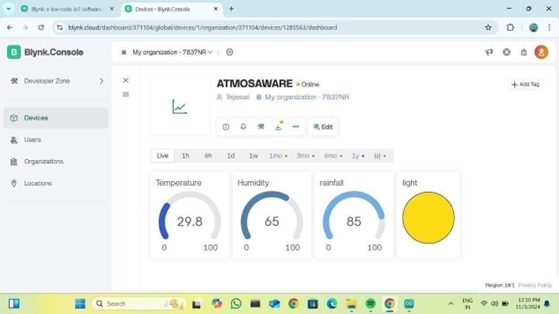 Blynk: a low-code IoT software
Devices - Blynk.Console
blynk.cloud/dashboard/371104/global/devices/1/organization/371104/devices/1285563/dashboard
Blynk.Console
My organization - 7837NR
Developer Zone
Devices
Users
Organizations
Locations
ATMOSAWARE
Online
Tejaswi
My organization - 7837NR
Add Tag
Edit
Live 1h 6h 1d 1w 1mo 3mo 6mo 1y
Temperature
29.8
0 100
Humidity
65
0 100
rainfall
85
0 100
light
Region: blr1 Privacy Policy
Search
ENG
IN
12:10 PM
11/3/2024